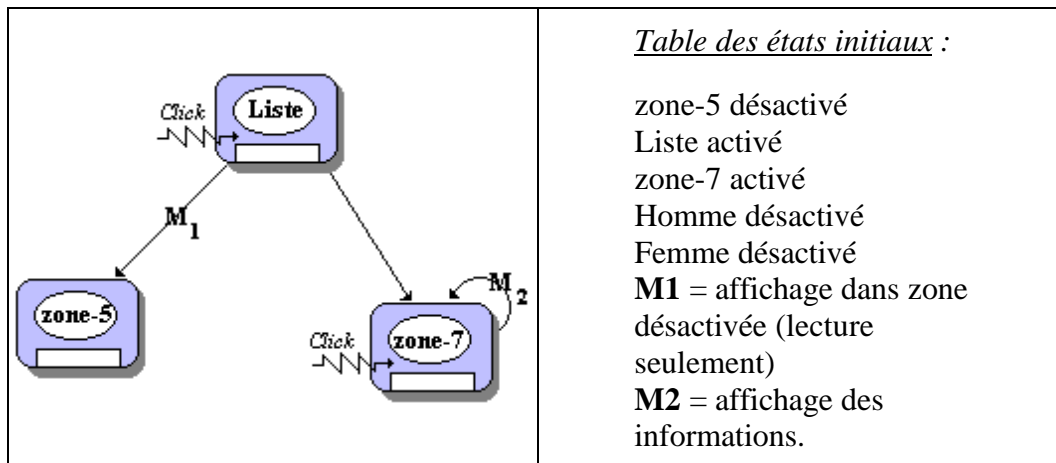 Click
Liste
M1
zone-5
M2
Click
zone-7
Table des états initiaux :
zone-5 désactivé
Liste activé
zone-7 activé
Homme désactivé
Femme désactivé
M1 = affichage dans zone
désactivée (lecture
seulement)
M2 = affichage des
informations.